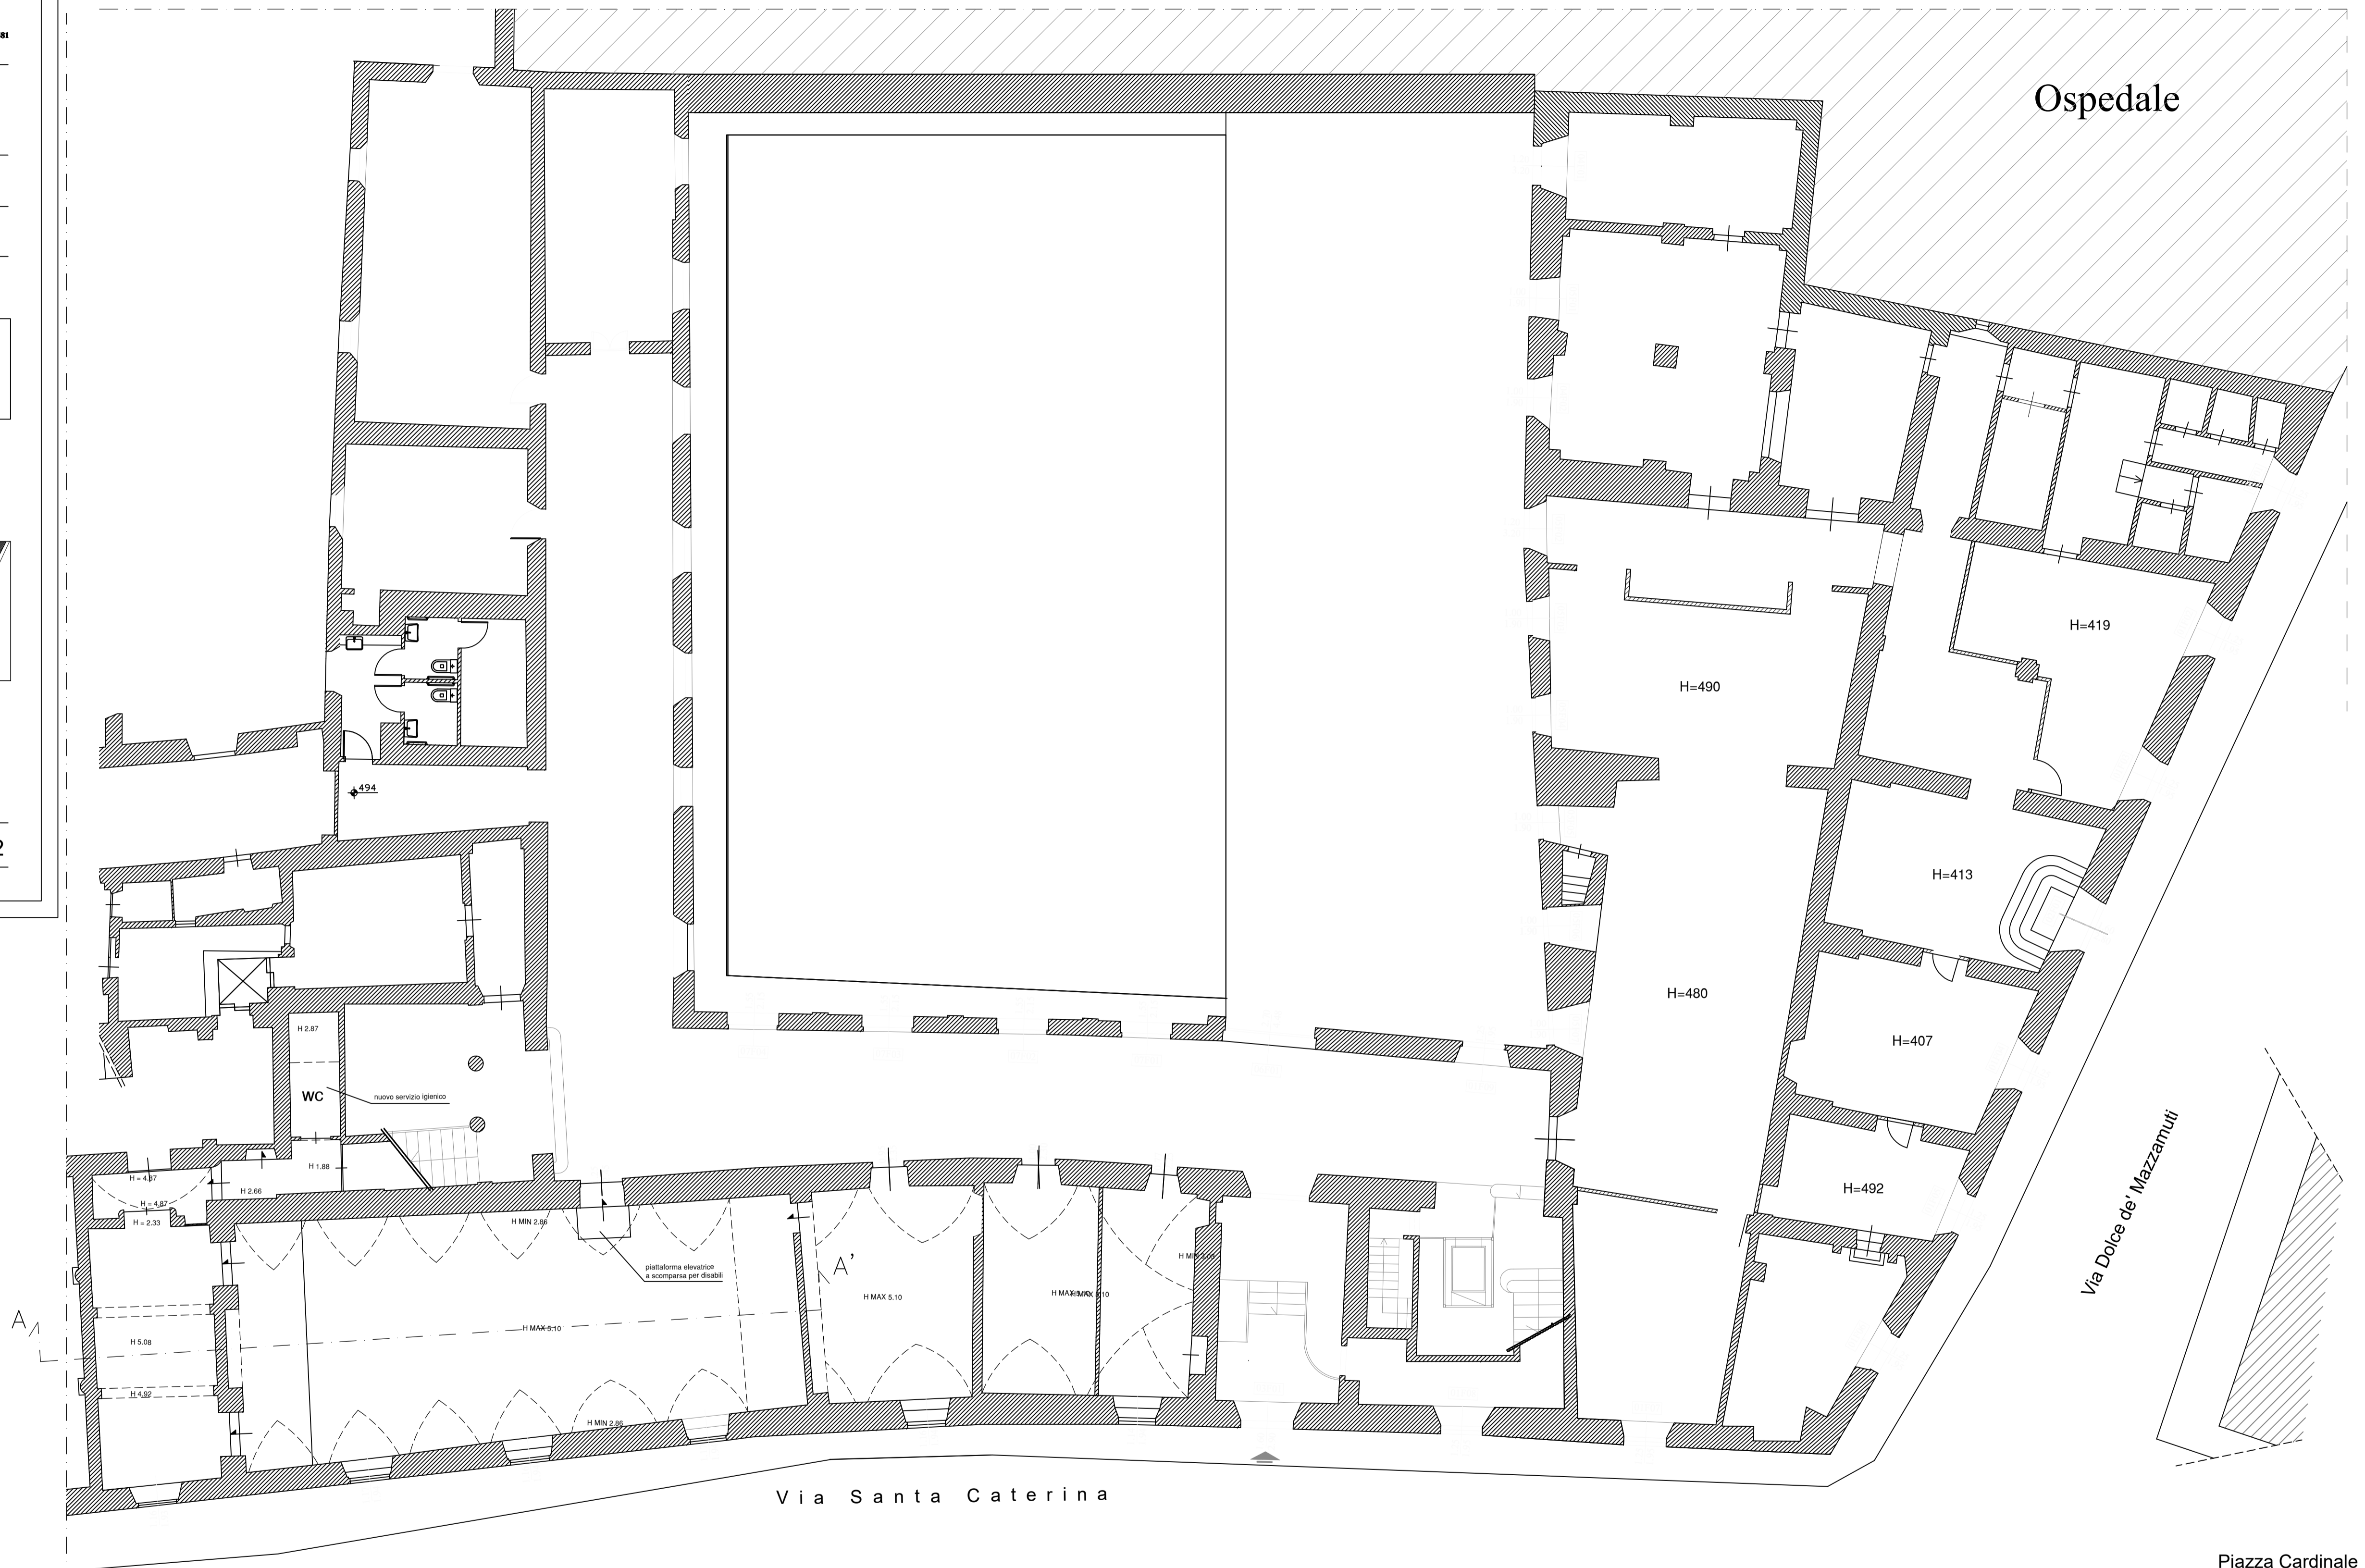 81
Ospedale
H=419
H=490
494
H=413
H=480
H 2.87
H=407
WC
nuovo servizio igienico
H 1.88
H = 4.87
H 2.66
H = 4.87
H=492
H = 2.33
H MIN 2.86
H MIN
A'
piattaforma elevatrice
a scomparsa per disabili
H MAX 5.10
H MAX 5.10
Via Dolce de' Mazzamuti
A
H MAX 5.10
H 5.08
H 4.92
H MIN 2.86
Via Santa Caterina
Piazza Cardinale